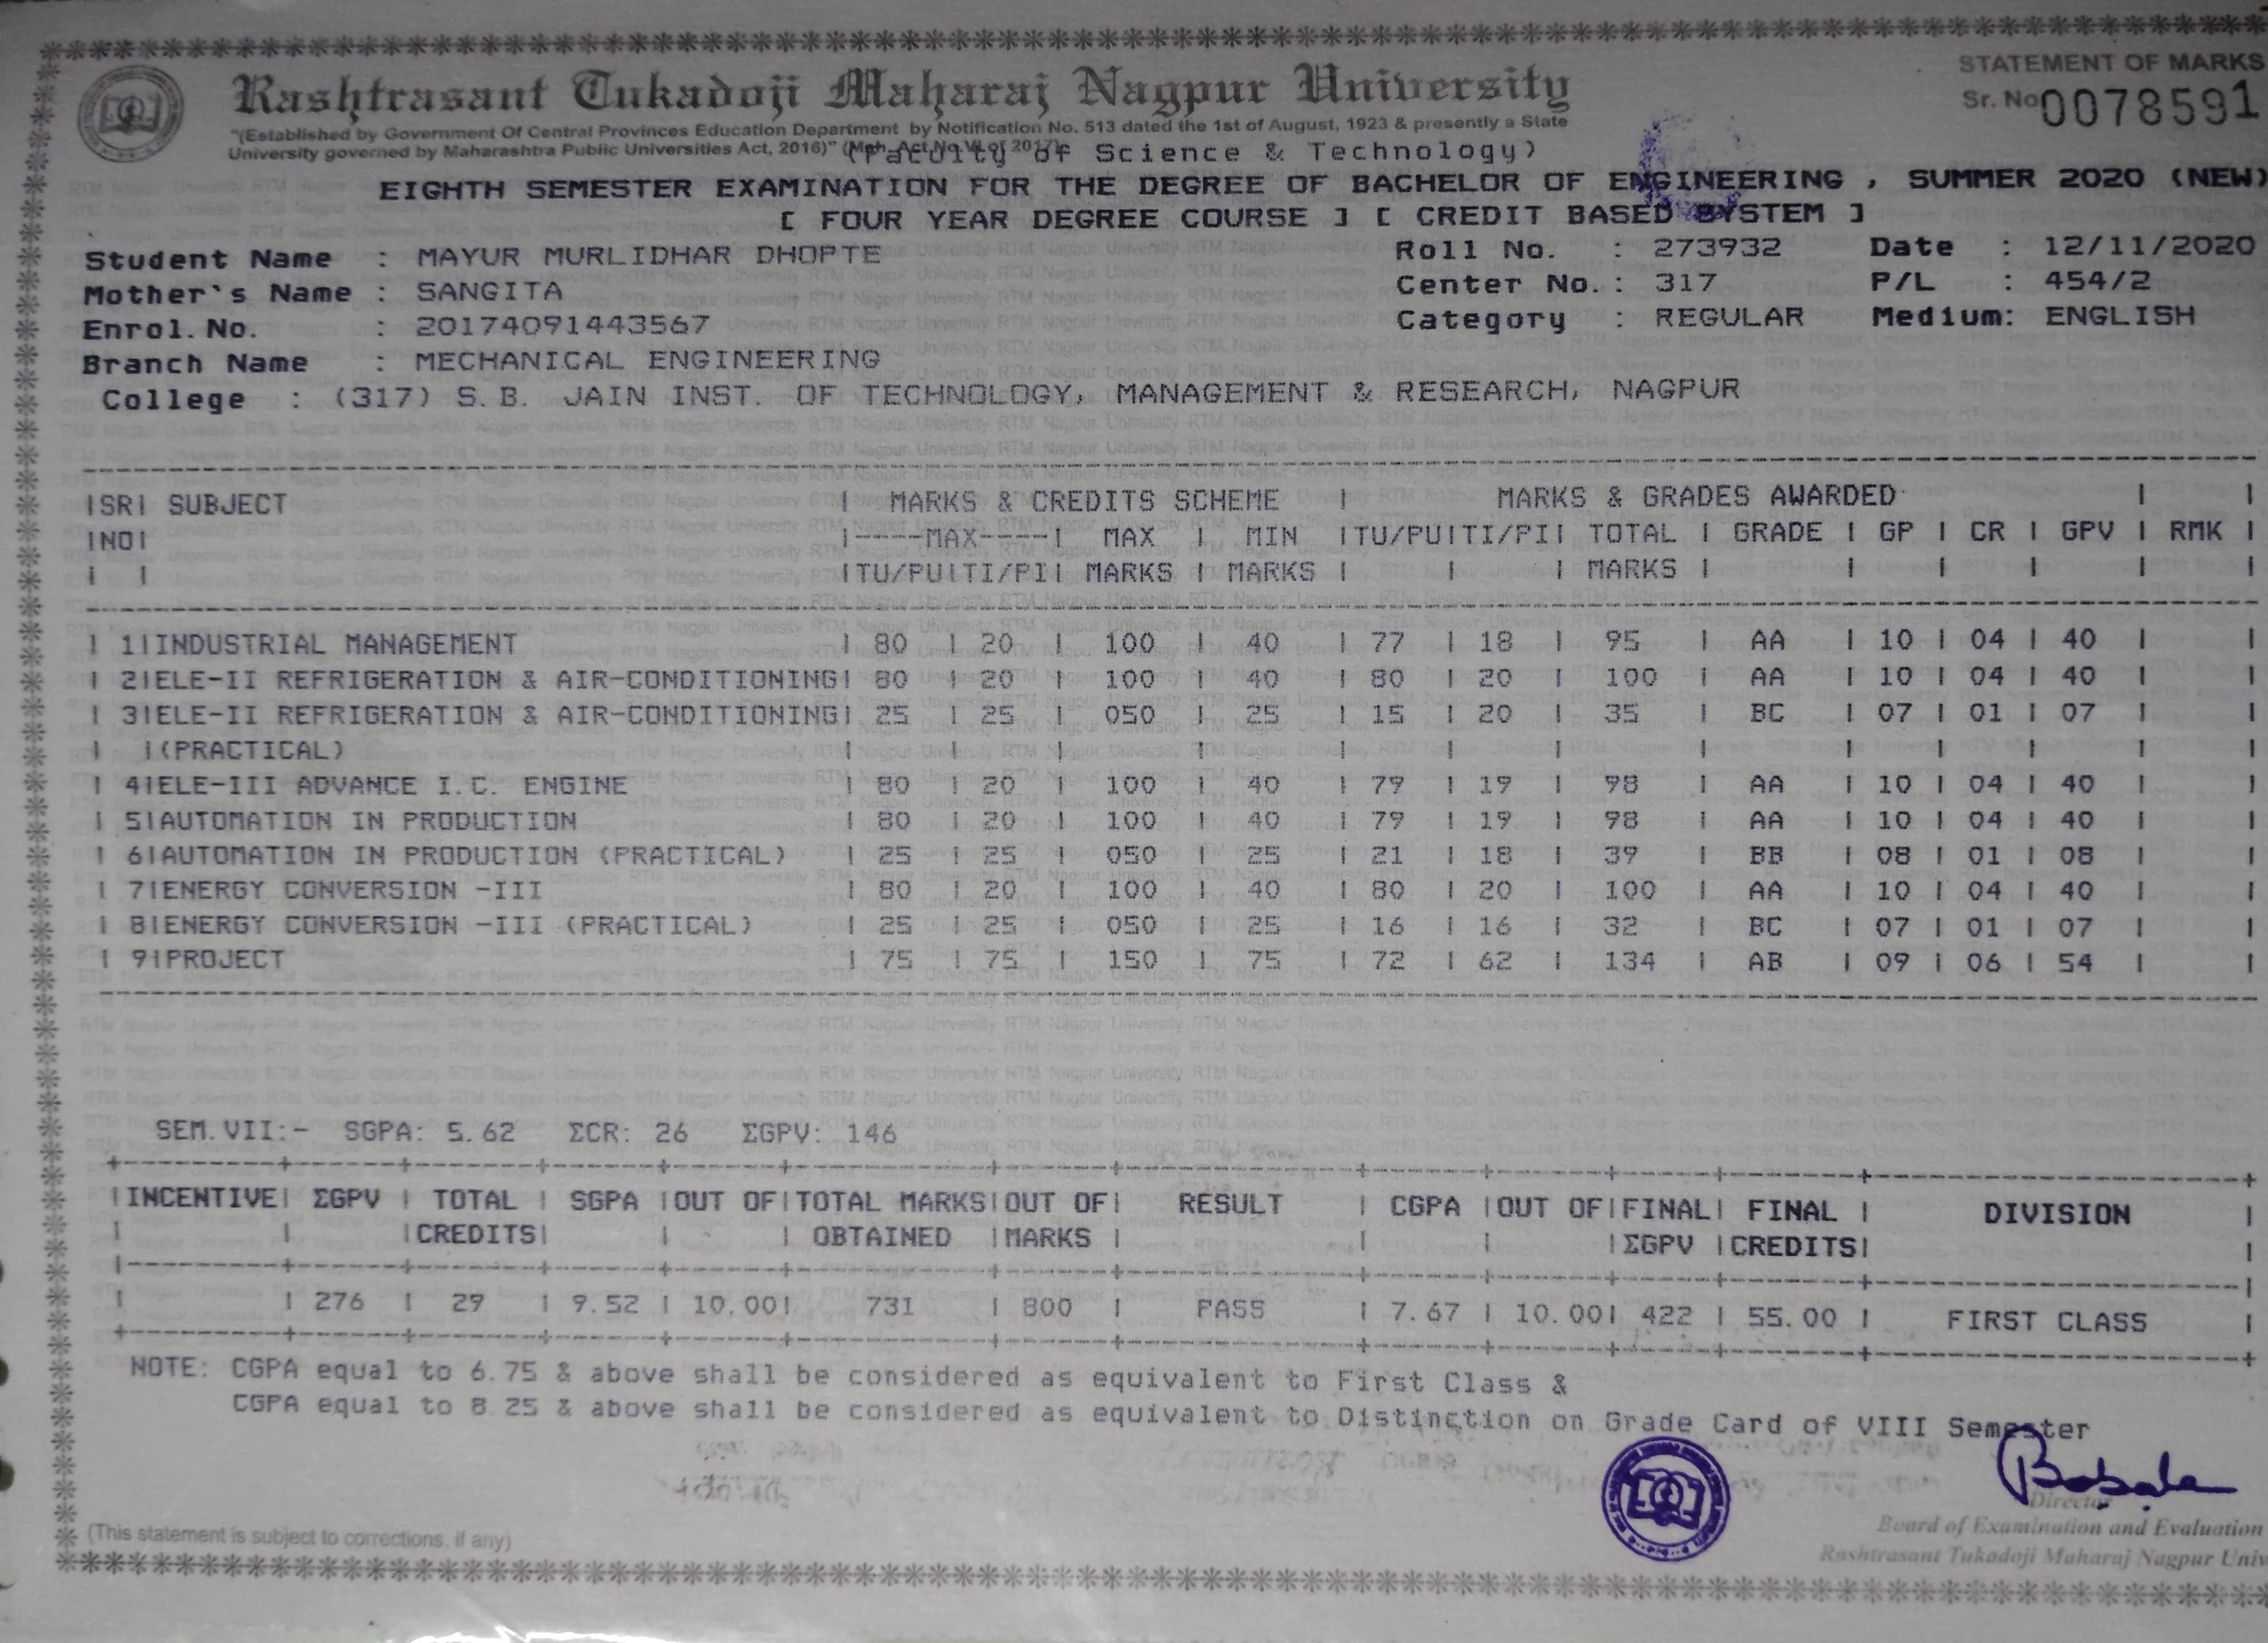 STATEMENT OF MARKS
Rashtrasant Tukadoji Maharaj Nagpur University
Sr. No 0078591
"(Established by Government Of Central Provinces Education Department by Notification No. 513 dated the 1st of August, 1923 & presently a State
University governed by Maharashtra Public Universities Act, 2016)" (Mah. Act No. VI of 2017)
(Faculty of Science & Technology)
EIGHTH SEMESTER EXAMINATION FOR THE DEGREE OF BACHELOR OF ENGINEERING , SUMMER 2020 (NEW)
[ FOUR YEAR DEGREE COURSE ] [ CREDIT BASED SYSTEM ]
Student Name : MAYUR MURLIDHAR DHOPTE Roll No. : 273932 Date : 12/11/2020
Mother`s Name : SANGITA Center No. : 317 P/L : 454/2
Enrol. No. : 20174091443567 Category : REGULAR Medium: ENGLISH
Branch Name : MECHANICAL ENGINEERING
College : (317) S.B. JAIN INST. OF TECHNOLOGY, MANAGEMENT & RESEARCH, NAGPUR
|SR| SUBJECT | MARKS & CREDITS SCHEME | MARKS & GRADES AWARDED | |
|NO| |----MAX----| MAX | MIN |TU/PU|TI/PI| TOTAL | GRADE | GP | CR | GPV | RMK |
| | |TU/PU|TI/PI| MARKS | MARKS | | | MARKS | | | | | |
| 1|INDUSTRIAL MANAGEMENT | 80 | 20 | 100 | 40 | 77 | 18 | 95 | AA | 10 | 04 | 40 | |
| 2|ELE-II REFRIGERATION & AIR-CONDITIONING| 80 | 20 | 100 | 40 | 80 | 20 | 100 | AA | 10 | 04 | 40 | |
| 3|ELE-II REFRIGERATION & AIR-CONDITIONING| 25 | 25 | 050 | 25 | 15 | 20 | 35 | BC | 07 | 01 | 07 | |
| |(PRACTICAL) | | | | | | | | | | | | |
| 4|ELE-III ADVANCE I.C. ENGINE | 80 | 20 | 100 | 40 | 79 | 19 | 98 | AA | 10 | 04 | 40 | |
| 5|AUTOMATION IN PRODUCTION | 80 | 20 | 100 | 40 | 79 | 19 | 98 | AA | 10 | 04 | 40 | |
| 6|AUTOMATION IN PRODUCTION (PRACTICAL) | 25 | 25 | 050 | 25 | 21 | 18 | 39 | BB | 08 | 01 | 08 | |
| 7|ENERGY CONVERSION -III | 80 | 20 | 100 | 40 | 80 | 20 | 100 | AA | 10 | 04 | 40 | |
| 8|ENERGY CONVERSION -III (PRACTICAL) | 25 | 25 | 050 | 25 | 16 | 16 | 32 | BC | 07 | 01 | 07 | |
| 9|PROJECT | 75 | 75 | 150 | 75 | 72 | 62 | 134 | AB | 09 | 06 | 54 | |
SEM.VII:- SGPA: 5.62 ΣCR: 26 ΣGPV: 146
|INCENTIVE| ΣGPV | TOTAL | SGPA |OUT OF|TOTAL MARKS|OUT OF| RESULT | CGPA |OUT OF|FINAL| FINAL | DIVISION |
| | |CREDITS| | | OBTAINED |MARKS | | | |ΣGPV |CREDITS| |
| | 276 | 29 | 9.52 | 10.00| 731 | 800 | PASS | 7.67 | 10.00| 422 | 55.00 | FIRST CLASS |
NOTE: CGPA equal to 6.75 & above shall be considered as equivalent to First Class &
CGPA equal to 8.25 & above shall be considered as equivalent to Distinction on Grade Card of VIII Semester
Director
Board of Examination and Evaluation
(This statement is subject to corrections, if any)
Rashtrasant Tukadoji Maharaj Nagpur Univ